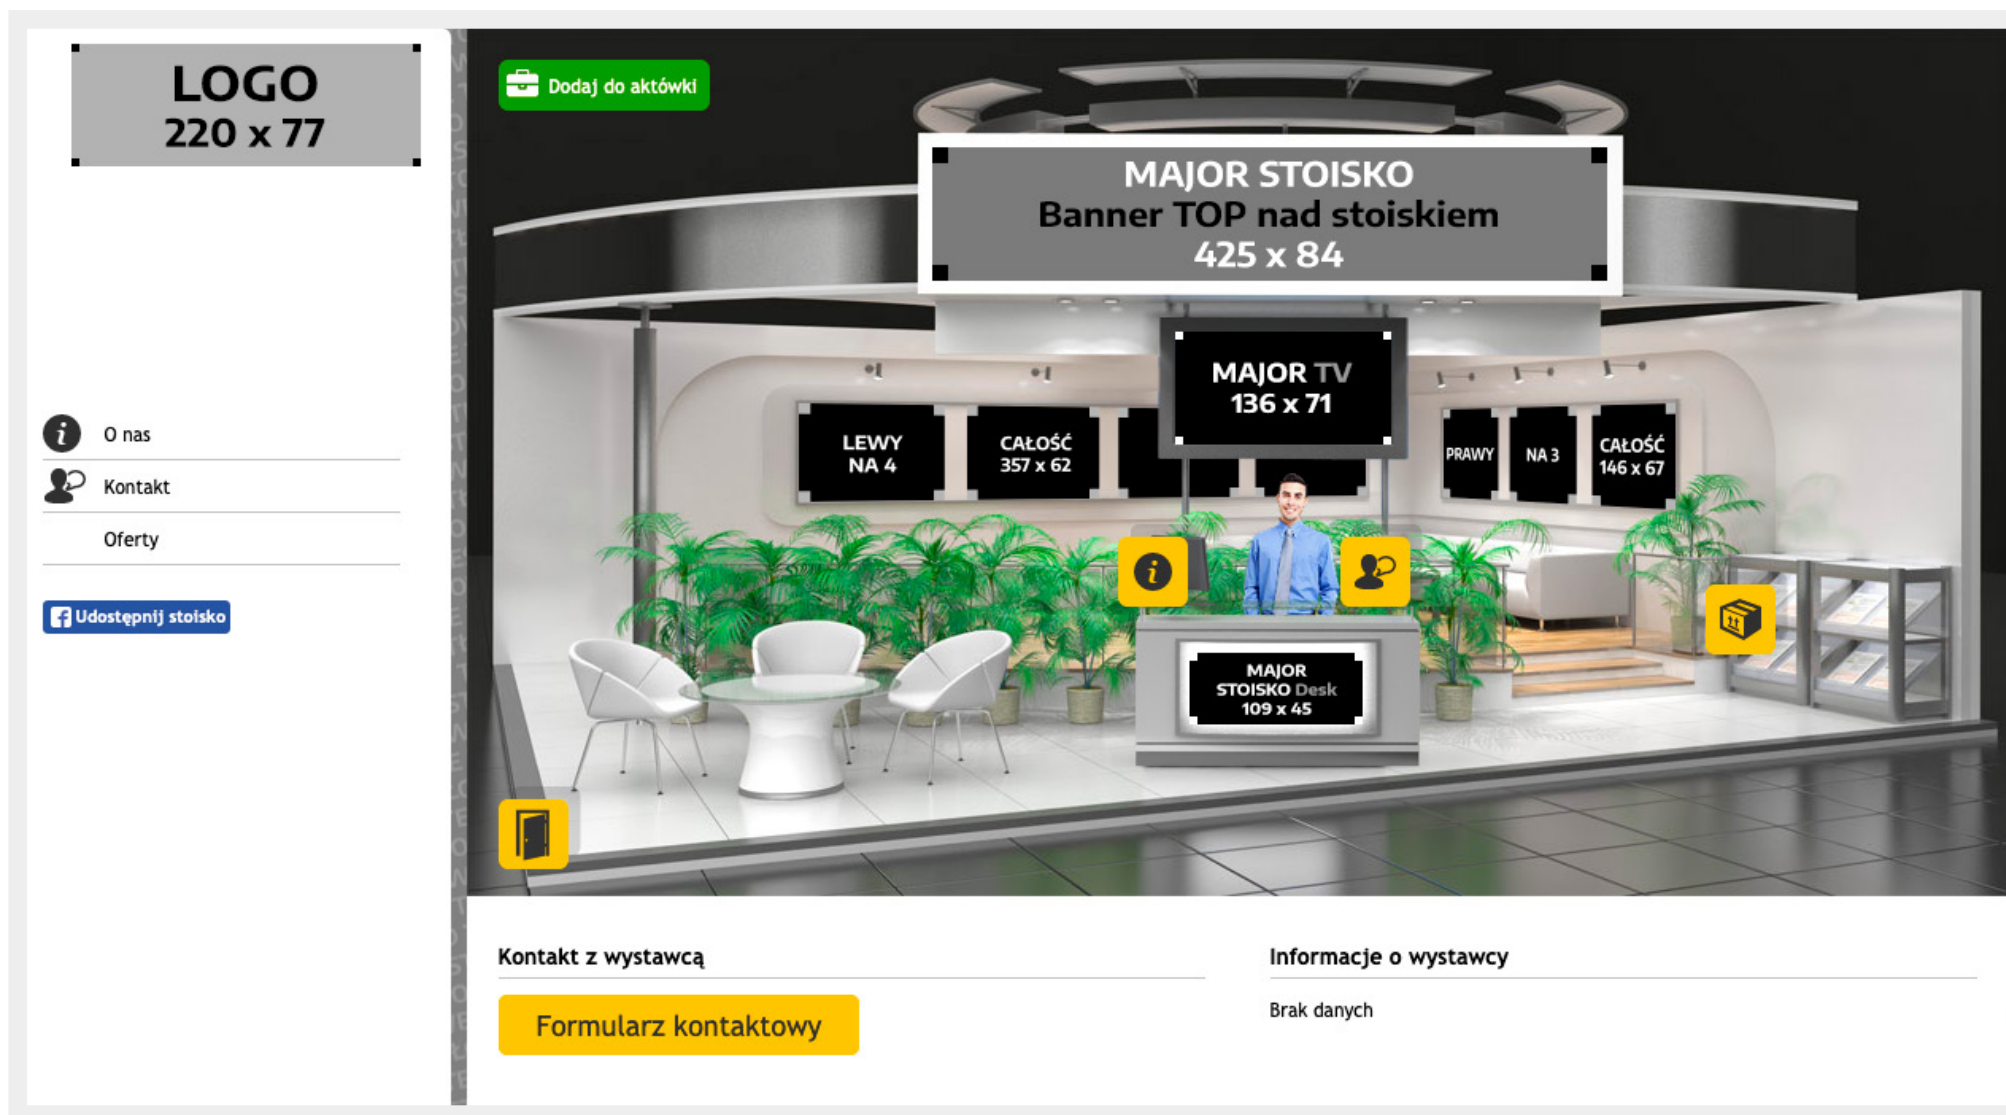 LOGO
220 x 77
O nas
Kontakt
Oferty
Udostępnij stoisko
Dodaj do aktówki
MAJOR STOISKO
Banner TOP nad stoiskiem
425 x 84
MAJOR TV
136 x 71
LEWY
NA 4
CAŁOŚĆ
357 x 62
PRAWY
NA 3
CAŁOŚĆ
146 x 67
MAJOR
STOISKO Desk
109 x 45
Kontakt z wystawcą
Formularz kontaktowy
Informacje o wystawcy
Brak danych